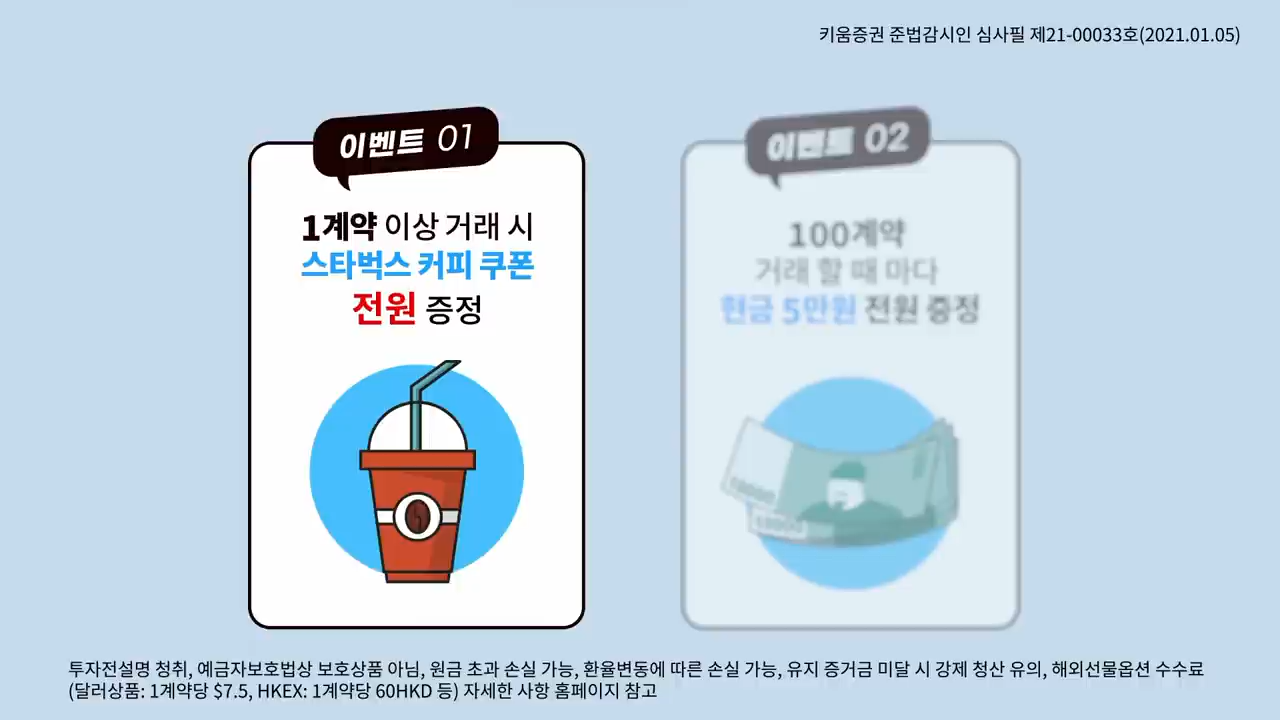 키움증권 준법감시인 심사필 제21-00033호(2021.01.05)
이벤트 01
1계약 이상 거래 시
스타벅스 커피 쿠폰
전원 증정
이벤트 02
100계약
거래 할 때 마다
현금 5만원 전원 증정
투자전설명 청취, 예금자보호법상 보호상품 아님, 원금 초과 손실 가능, 환율변동에 따른 손실 가능, 유지 증거금 미달 시 강제 청산 유의, 해외선물옵션 수수료
(달러상품: 1계약당 $7.5, HKEX: 1계약당 60HKD 등) 자세한 사항 홈페이지 참고